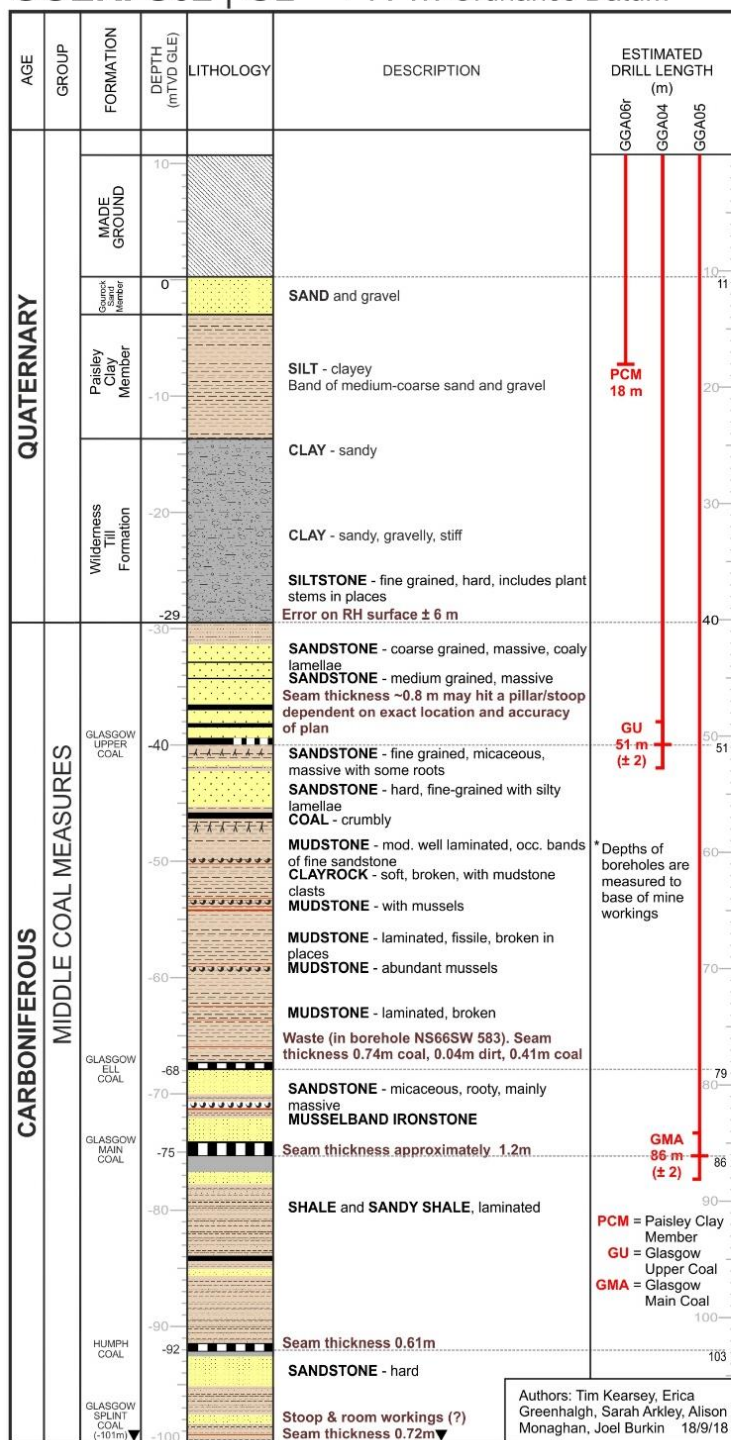 AGE
GROUP
FORMATION
DEPTH
(mTVD GLE)
LITHOLOGY
DESCRIPTION
ESTIMATED
DRILL LENGTH
(m)
GGA06r
GGA04
GGA05
QUATERNARY
CARBONIFEROUS
MIDDLE COAL MEASURES
MADE
GROUND
Gourock
Sand
Member
Paisley
Clay
Member
Wilderness
Till
Formation
GLASGOW
UPPER
COAL
GLASGOW
ELL
COAL
GLASGOW
MAIN
COAL
HUMPH
COAL
GLASGOW
SPLINT
COAL
(-101m)
10
0
-10
-20
-29
-30
-40
-50
-60
-68
-70
-75
-80
-90
-92
-100
SAND and gravel
SILT - clayey
Band of medium-coarse sand and gravel
CLAY - sandy
CLAY - sandy, gravelly, stiff
SILTSTONE - fine grained, hard, includes plant
stems in places
Error on RH surface ± 6 m
SANDSTONE - coarse grained, massive, coaly
lamellae
SANDSTONE - medium grained, massive
Seam thickness ~0.8 m may hit a pillar/stoop
dependent on exact location and accuracy
of plan
SANDSTONE - fine grained, micaceous,
massive with some roots
SANDSTONE - hard, fine-grained with silty
lamellae
COAL - crumbly
MUDSTONE - mod. well laminated, occ. bands
of fine sandstone
CLAYROCK - soft, broken, with mudstone
clasts
MUDSTONE - with mussels
MUDSTONE - laminated, fissile, broken in
places
MUDSTONE - abundant mussels
MUDSTONE - laminated, broken
Waste (in borehole NS66SW 583). Seam
thickness 0.74m coal, 0.04m dirt, 0.41m coal
SANDSTONE - micaceous, rooty, mainly
massive
MUSSELBAND IRONSTONE
Seam thickness approximately 1.2m
SHALE and SANDY SHALE, laminated
Seam thickness 0.61m
SANDSTONE - hard
Stoop & room workings (?)
Seam thickness 0.72m
10
11
PCM
18 m
20
30
40
GU
51 m
(± 2)
50
51
60
* Depths of
boreholes are
measured to
base of mine
workings
70
79
80
GMA
86 m
(± 2)
86
90
PCM = Paisley Clay
Member
GU = Glasgow
Upper Coal
GMA = Glasgow
Main Coal
100
103
Authors: Tim Kearsey, Erica
Greenhalgh, Sarah Arkley, Alison
Monaghan, Joel Burkin 18/9/18